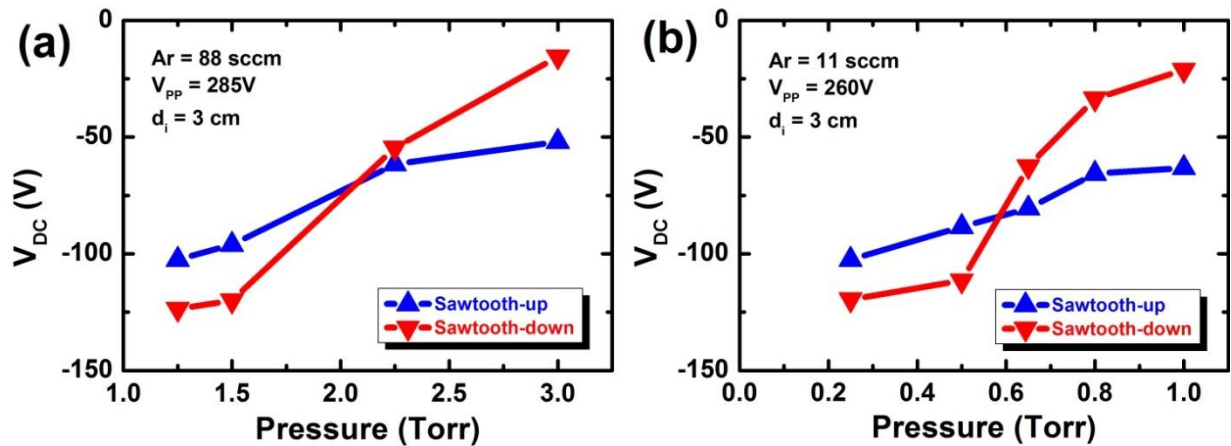 (a)
Ar = 88 sccm
V_PP = 285V
d_i = 3 cm
0
-50
-100
-150
V_DC (V)
Sawtooth-up
Sawtooth-down
1.0 1.5 2.0 2.5 3.0
Pressure (Torr)
(b)
Ar = 11 sccm
V_PP = 260V
d_i = 3 cm
0
-50
-100
-150
V_DC (V)
Sawtooth-up
Sawtooth-down
0.0 0.2 0.4 0.6 0.8 1.0
Pressure (Torr)